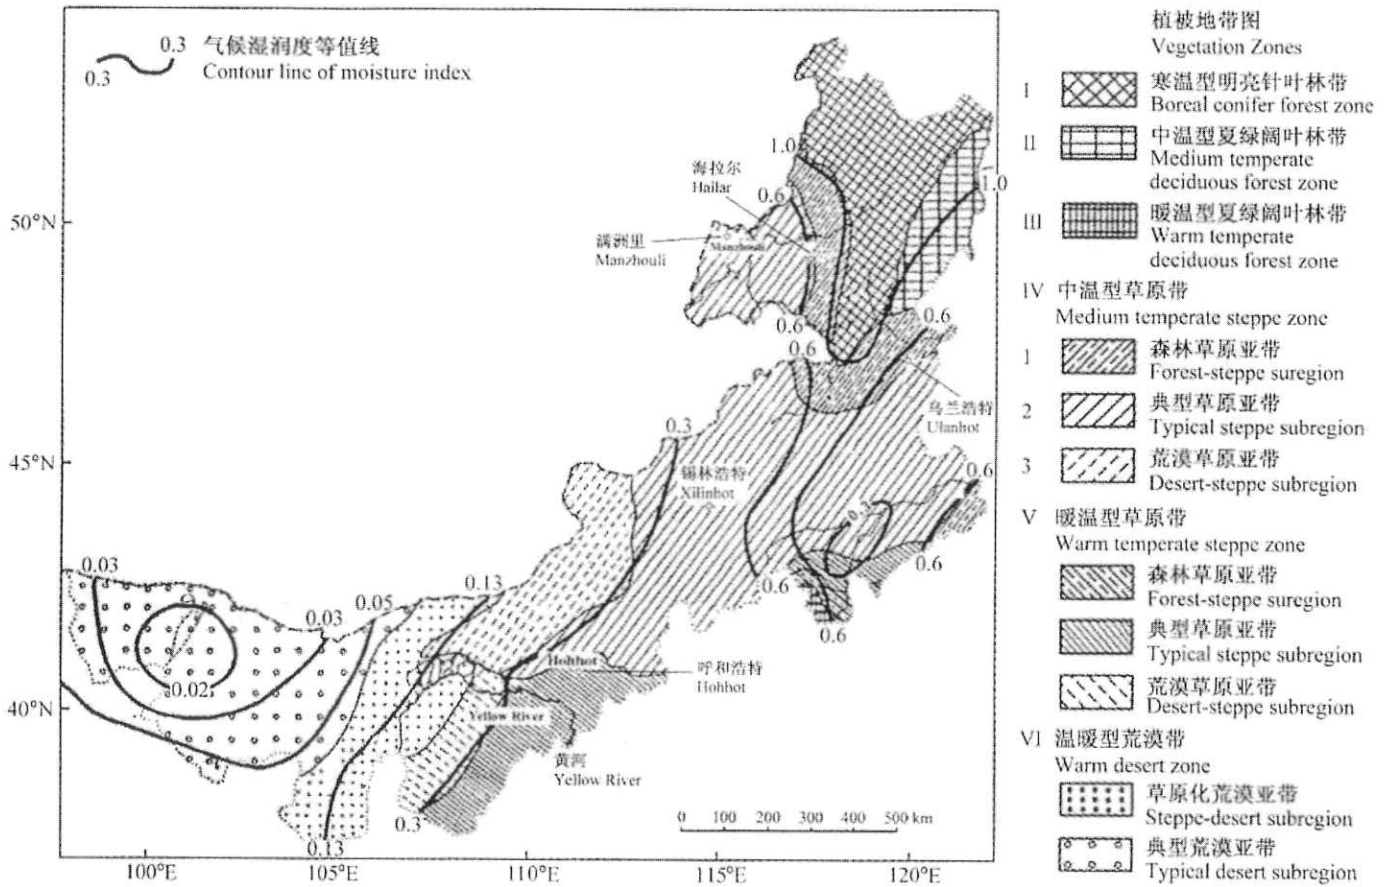 0.3
0.3
气候湿润度等值线
Contour line of moisture index
植被地带图
Vegetation Zones
I
寒温型明亮针叶林带
Boreal conifer forest zone
II
中温型夏绿阔叶林带
Medium temperate
deciduous forest zone
III
暖温型夏绿阔叶林带
Warm temperate
deciduous forest zone
IV 中温型草原带
Medium temperate steppe zone
1
森林草原亚带
Forest-steppe suregion
2
典型草原亚带
Typical steppe subregion
3
荒漠草原亚带
Desert-steppe subregion
V 暖温型草原带
Warm temperate steppe zone
森林草原亚带
Forest-steppe suregion
典型草原亚带
Typical steppe subregion
荒漠草原亚带
Desert-steppe subregion
VI 温暖型荒漠带
Warm desert zone
草原化荒漠亚带
Steppe-desert subregion
典型荒漠亚带
Typical desert subregion
1.0
海拉尔
Hailar
0.6
1.0
50°N
满洲里
Manzhouli
Manzhouli
0.6
0.6
0.6
乌兰浩特
Ulanhot
0.3
45°N
锡林浩特
Xilinhot
0.6
0.3
0.03
0.13
0.6
0.6
0.05
0.03
0.6
Hohhot
呼和浩特
Hohhot
0.02
40°N
Yellow River
黄河
Yellow River
0.3
0.13
0 100 200 300 400 500 km
100°E
105°E
110°E
115°E
120°E